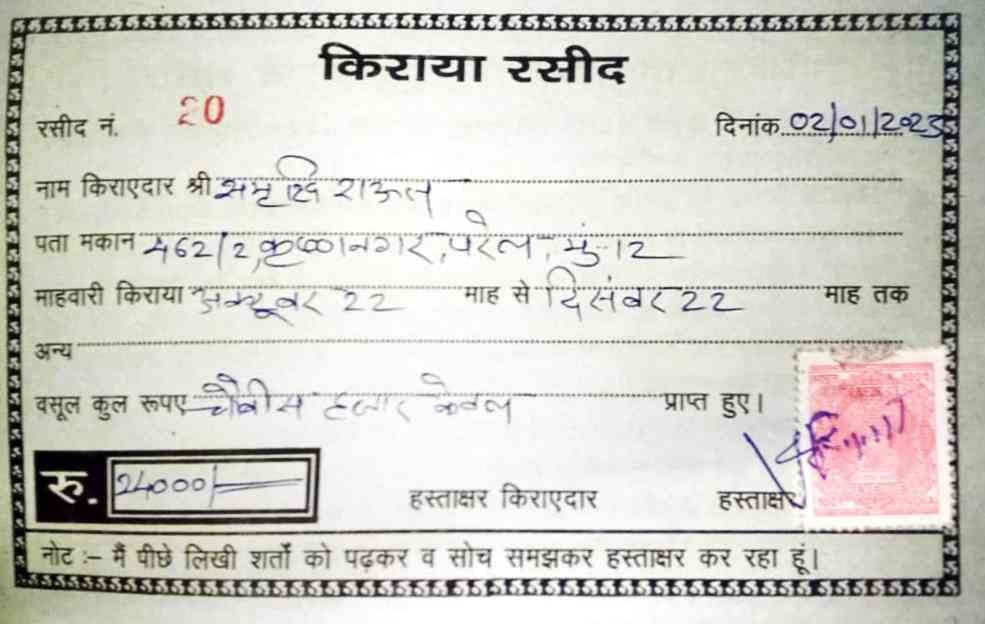 किराया रसीद
रसीद नं. 20 दिनांक 02/01/2023
नाम किराएदार श्री समृद्धि राऊल
पता मकान 462/2, कृष्णानगर, परेल, मुं-12
माहवारी किराया अक्टूबर 22 माह से दिसंबर 22 माह तक
अन्य
वसूल कुल रूपए चौबीस हजार केवल प्राप्त हुए।
रु. 24000/-
हस्ताक्षर किराएदार हस्ताक्षर
नोट :- मैं पीछे लिखी शर्तों को पढ़कर व सोच समझकर हस्ताक्षर कर रहा हूं।